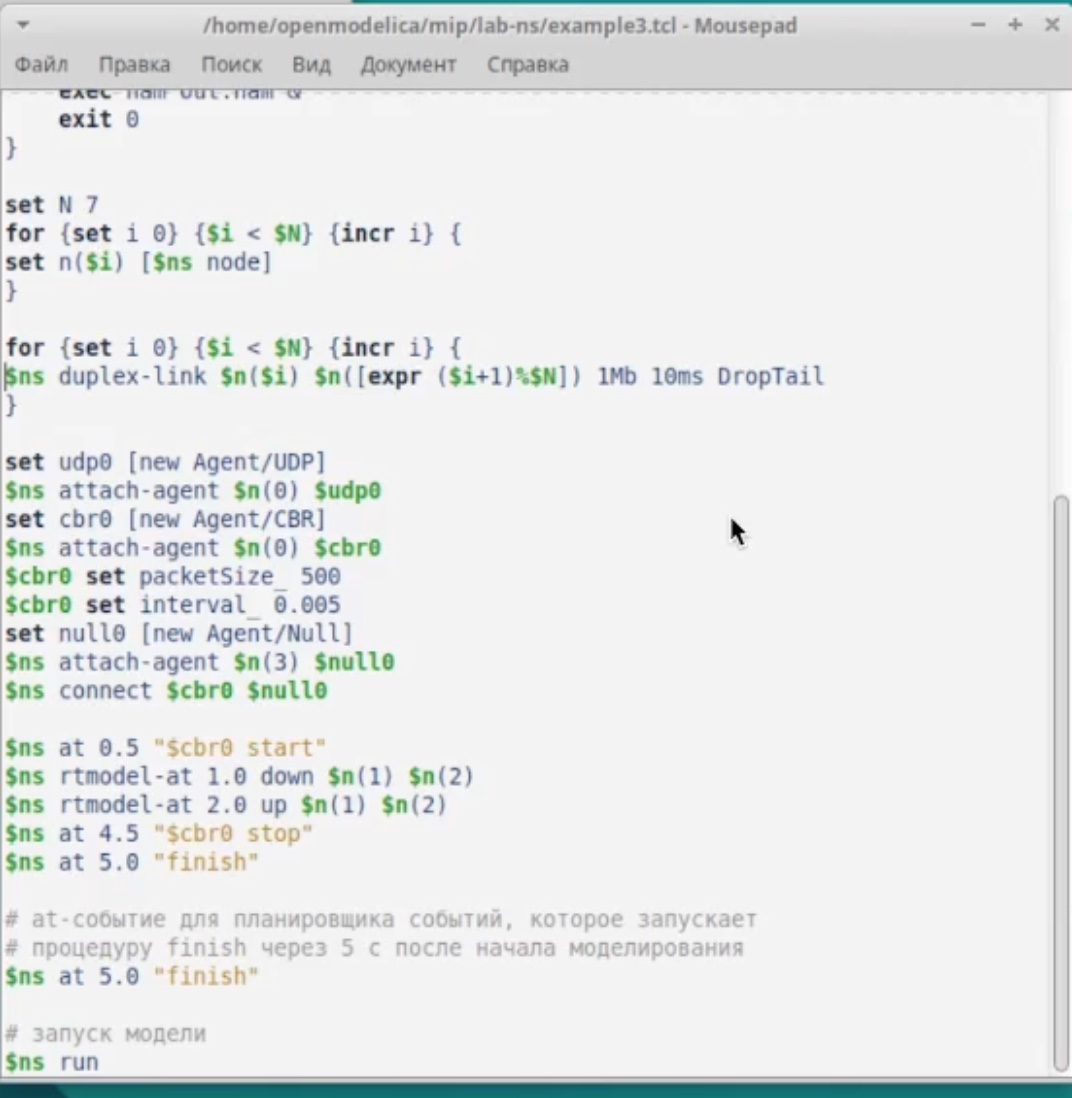 /home/openmodelica/mip/lab-ns/example3.tcl - Mousepad
Файл Правка Поиск Вид Документ Справка
exec nam out.nam &
    exit 0
}

set N 7
for {set i 0} {$i < $N} {incr i} {
set n($i) [$ns node]
}

for {set i 0} {$i < $N} {incr i} {
$ns duplex-link $n($i) $n([expr ($i+1)%$N]) 1Mb 10ms DropTail
}

set udp0 [new Agent/UDP]
$ns attach-agent $n(0) $udp0
set cbr0 [new Agent/CBR]
$ns attach-agent $n(0) $cbr0
$cbr0 set packetSize_ 500
$cbr0 set interval_ 0.005
set null0 [new Agent/Null]
$ns attach-agent $n(3) $null0
$ns connect $cbr0 $null0

$ns at 0.5 "$cbr0 start"
$ns rtmodel-at 1.0 down $n(1) $n(2)
$ns rtmodel-at 2.0 up $n(1) $n(2)
$ns at 4.5 "$cbr0 stop"
$ns at 5.0 "finish"

# at-событие для планировщика событий, которое запускает
# процедуру finish через 5 с после начала моделирования
$ns at 5.0 "finish"

# запуск модели
$ns run